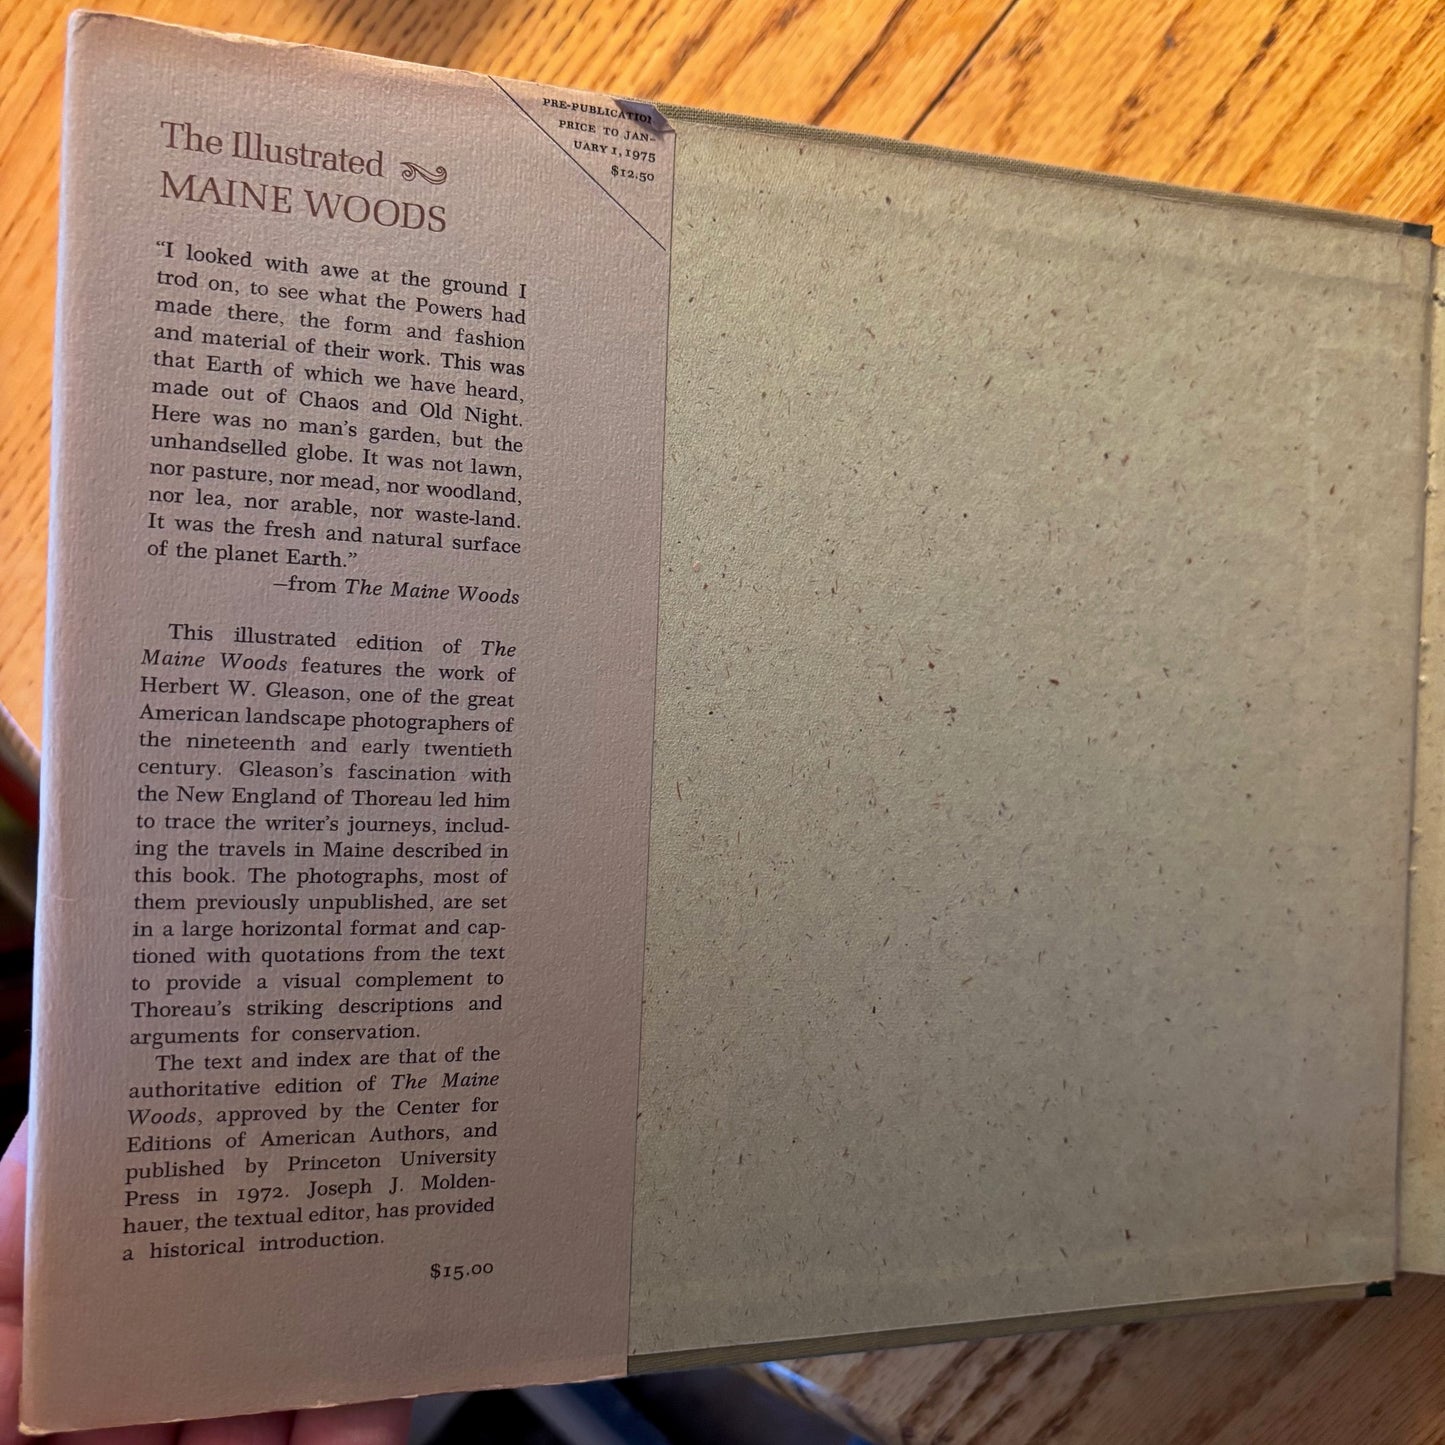 PRE-PUBLICATION
PRICE TO JAN-
UARY 1, 1975
$12.50
The Illustrated
MAINE WOODS
“I looked with awe at the ground I
trod on, to see what the Powers had
made there, the form and fashion
and material of their work. This was
that Earth of which we have heard,
made out of Chaos and Old Night.
Here was no man’s garden, but the
unhandselled globe. It was not lawn,
nor pasture, nor mead, nor woodland,
nor lea, nor arable, nor waste-land.
It was the fresh and natural surface
of the planet Earth.”
—from The Maine Woods
This illustrated edition of The
Maine Woods features the work of
Herbert W. Gleason, one of the great
American landscape photographers of
the nineteenth and early twentieth
century. Gleason’s fascination with
the New England of Thoreau led him
to trace the writer’s journeys, includ-
ing the travels in Maine described in
this book. The photographs, most of
them previously unpublished, are set
in a large horizontal format and cap-
tioned with quotations from the text
to provide a visual complement to
Thoreau’s striking descriptions and
arguments for conservation.
The text and index are that of the
authoritative edition of The Maine
Woods, approved by the Center for
Editions of American Authors, and
published by Princeton University
Press in 1972. Joseph J. Molden-
hauer, the textual editor, has provided
a historical introduction.
$15.00